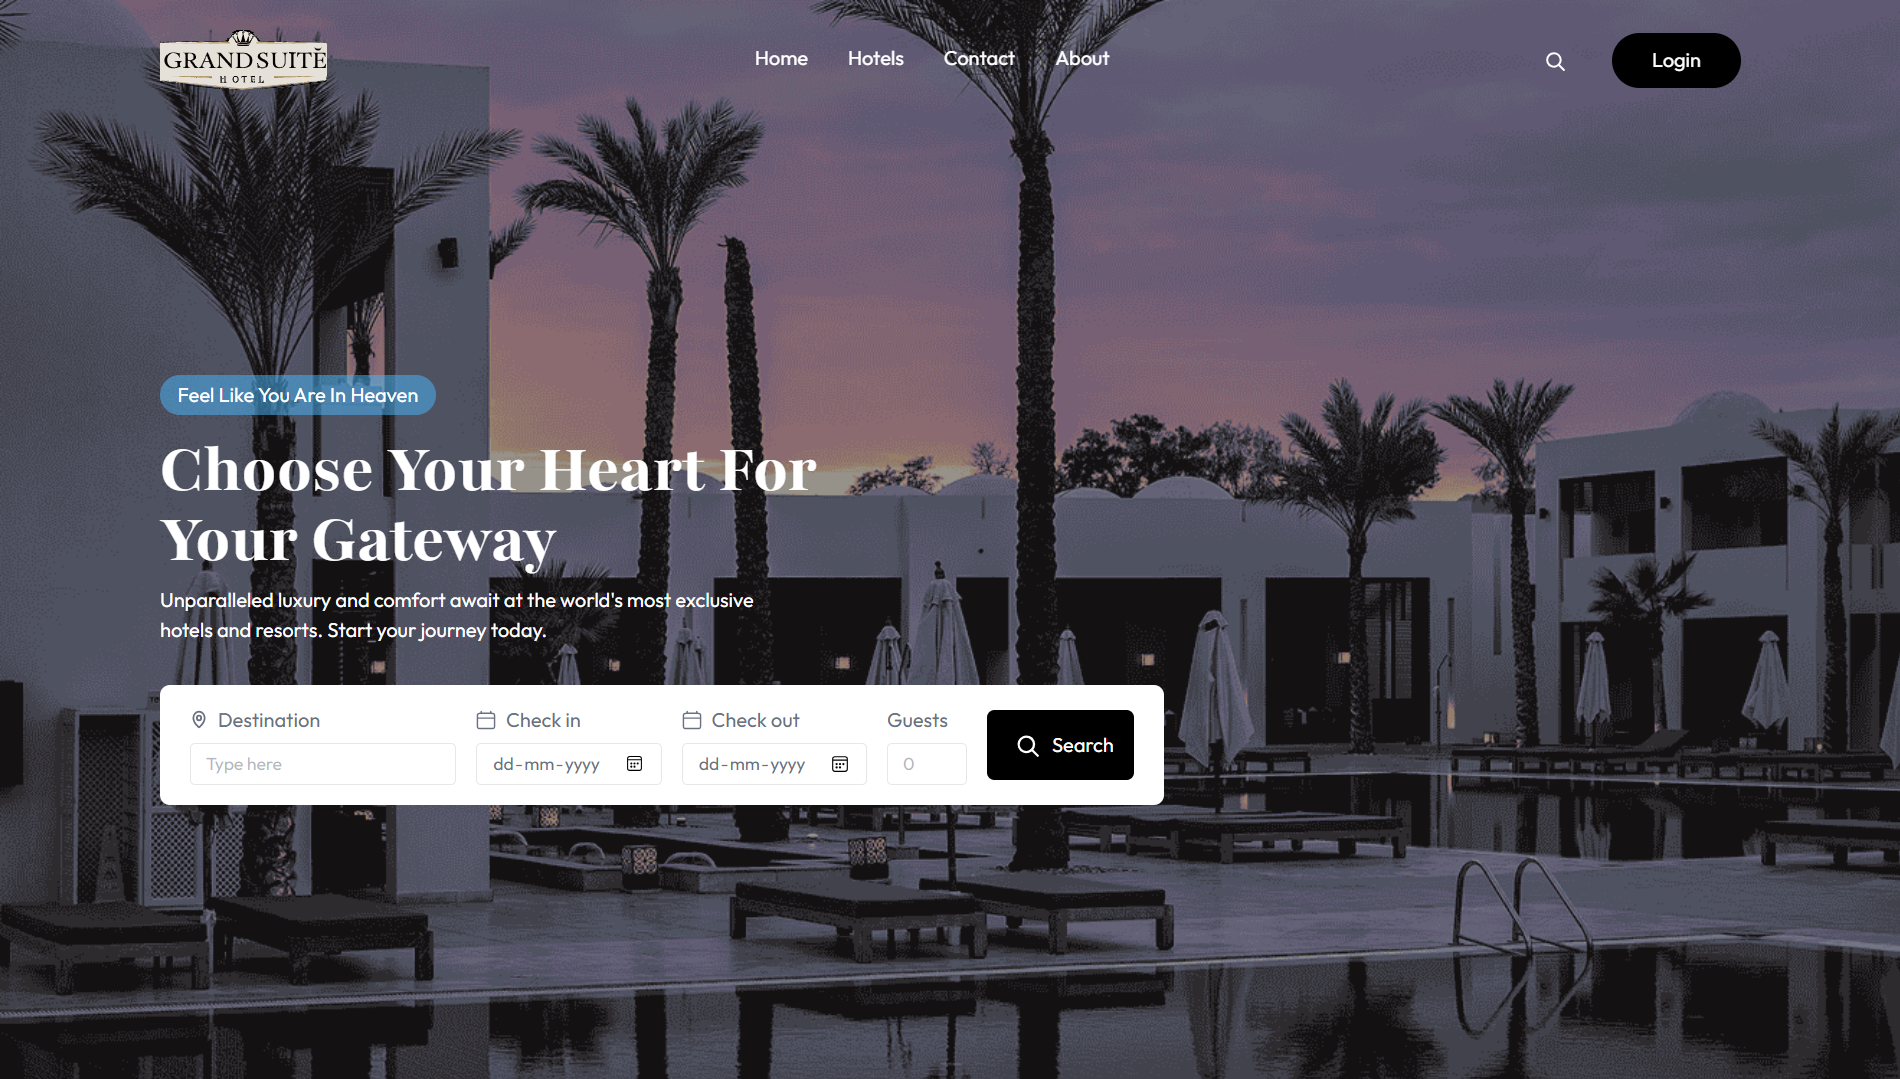 GRAND SUITE
HOTEL
Home
Hotels
Contact
About
Login
Feel Like You Are In Heaven
Choose Your Heart For
Your Gateway
Unparalleled luxury and comfort await at the world's most exclusive
hotels and resorts. Start your journey today.
Destination
Type here
Check in
dd-mm-yyyy
Check out
dd-mm-yyyy
Guests
0
Search